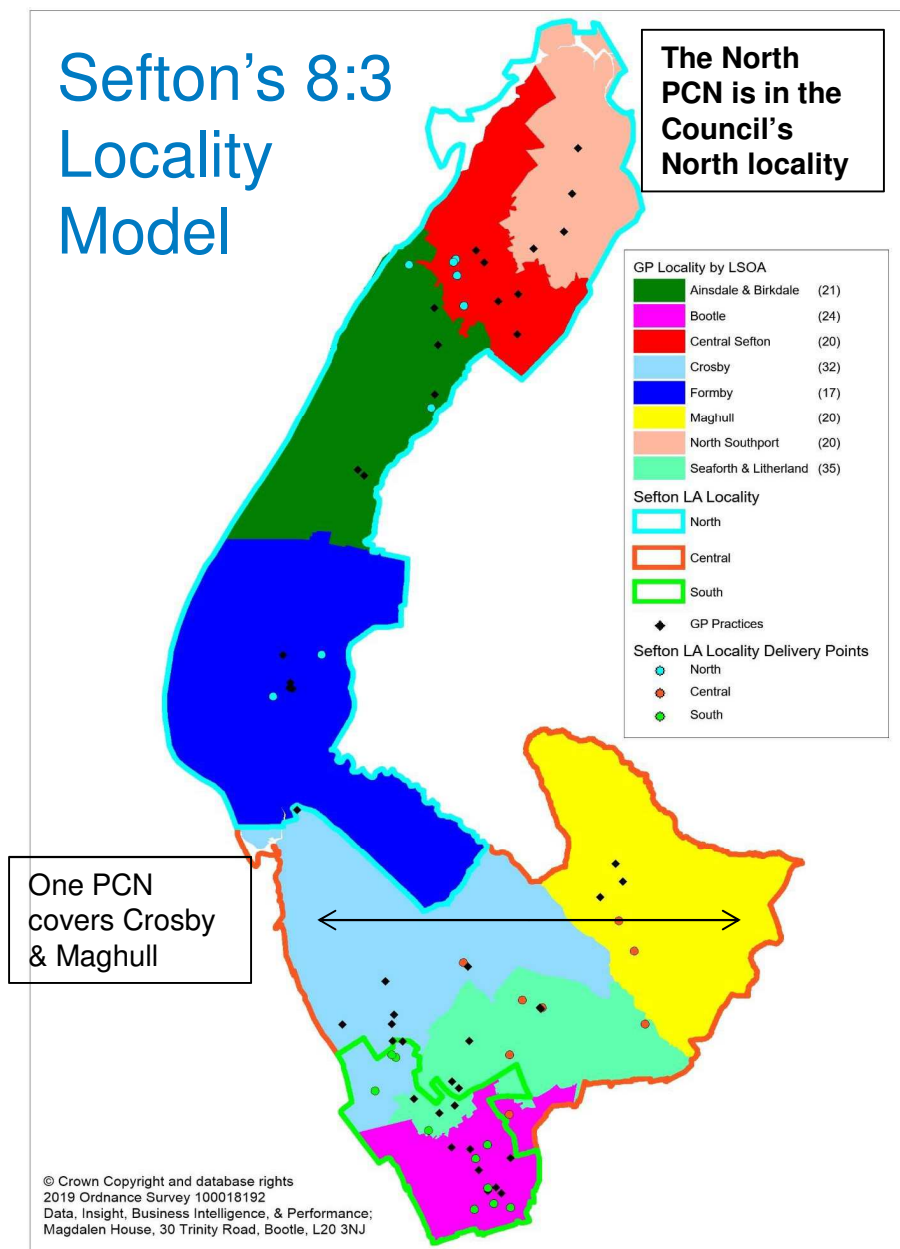 Sefton’s 8:3
Locality
Model
The North
PCN is in the
Council’s
North locality
GP Locality by LSOA
Ainsdale & Birkdale (21)
Bootle (24)
Central Sefton (20)
Crosby (32)
Formby (17)
Maghull (20)
North Southport (20)
Seaforth & Litherland (35)
Sefton LA Locality
North
Central
South
GP Practices
Sefton LA Locality Delivery Points
North
Central
South
One PCN
covers Crosby
& Maghull
© Crown Copyright and database rights
2019 Ordnance Survey 100018192
Data, Insight, Business Intelligence, & Performance;
Magdalen House, 30 Trinity Road, Bootle, L20 3NJ